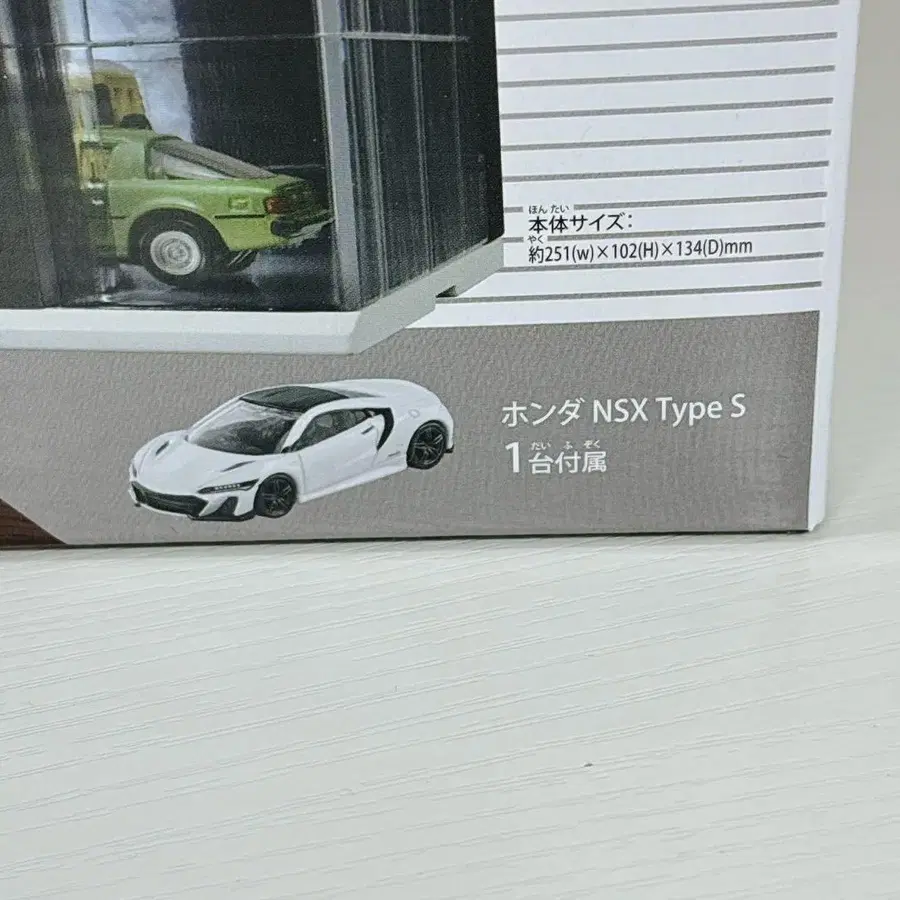 ほんたい
本体サイズ:
やく
約251(w)×102(H)×134(D)mm
ホンダ NSX Type S
だいふぞく
1台付属